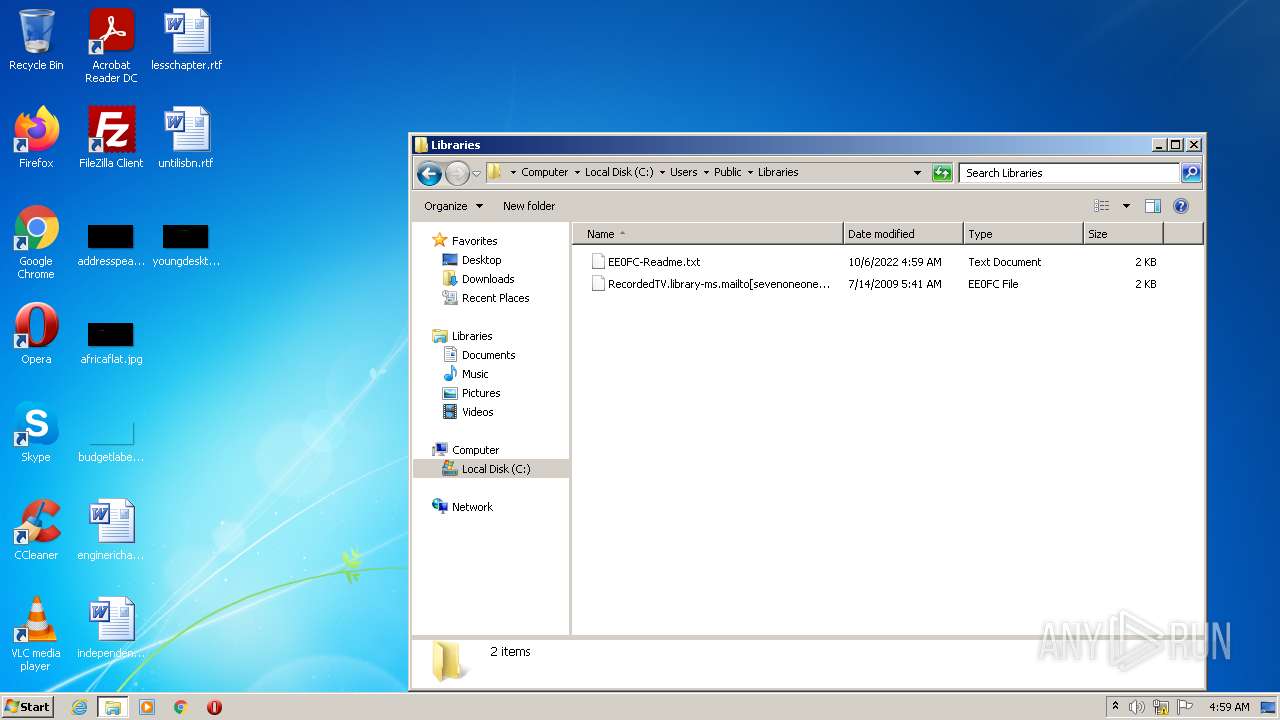 Recycle Bin
Acrobat
Reader DC
lesschapter.rtf
Firefox
FileZilla Client
untilisbn.rtf
Google
Chrome
addresspea...
youngdeskt...
Opera
africaflat.jpg
Skype
budgetlabe...
CCleaner
enginericha...
VLC media
player
independen...
Libraries
Computer
Local Disk (C:)
Users
Public
Libraries
Search Libraries
Organize
New folder
Favorites
Desktop
Downloads
Recent Places
Libraries
Documents
Music
Pictures
Videos
Computer
Local Disk (C:)
Network
Name
Date modified
Type
Size
EE0FC-Readme.txt
10/6/2022 4:59 AM
Text Document
2 KB
RecordedTV.library-ms.mailto[sevenoneone...
7/14/2009 5:41 AM
EE0FC File
2 KB
2 items
ANY RUN
Start
4:59 AM